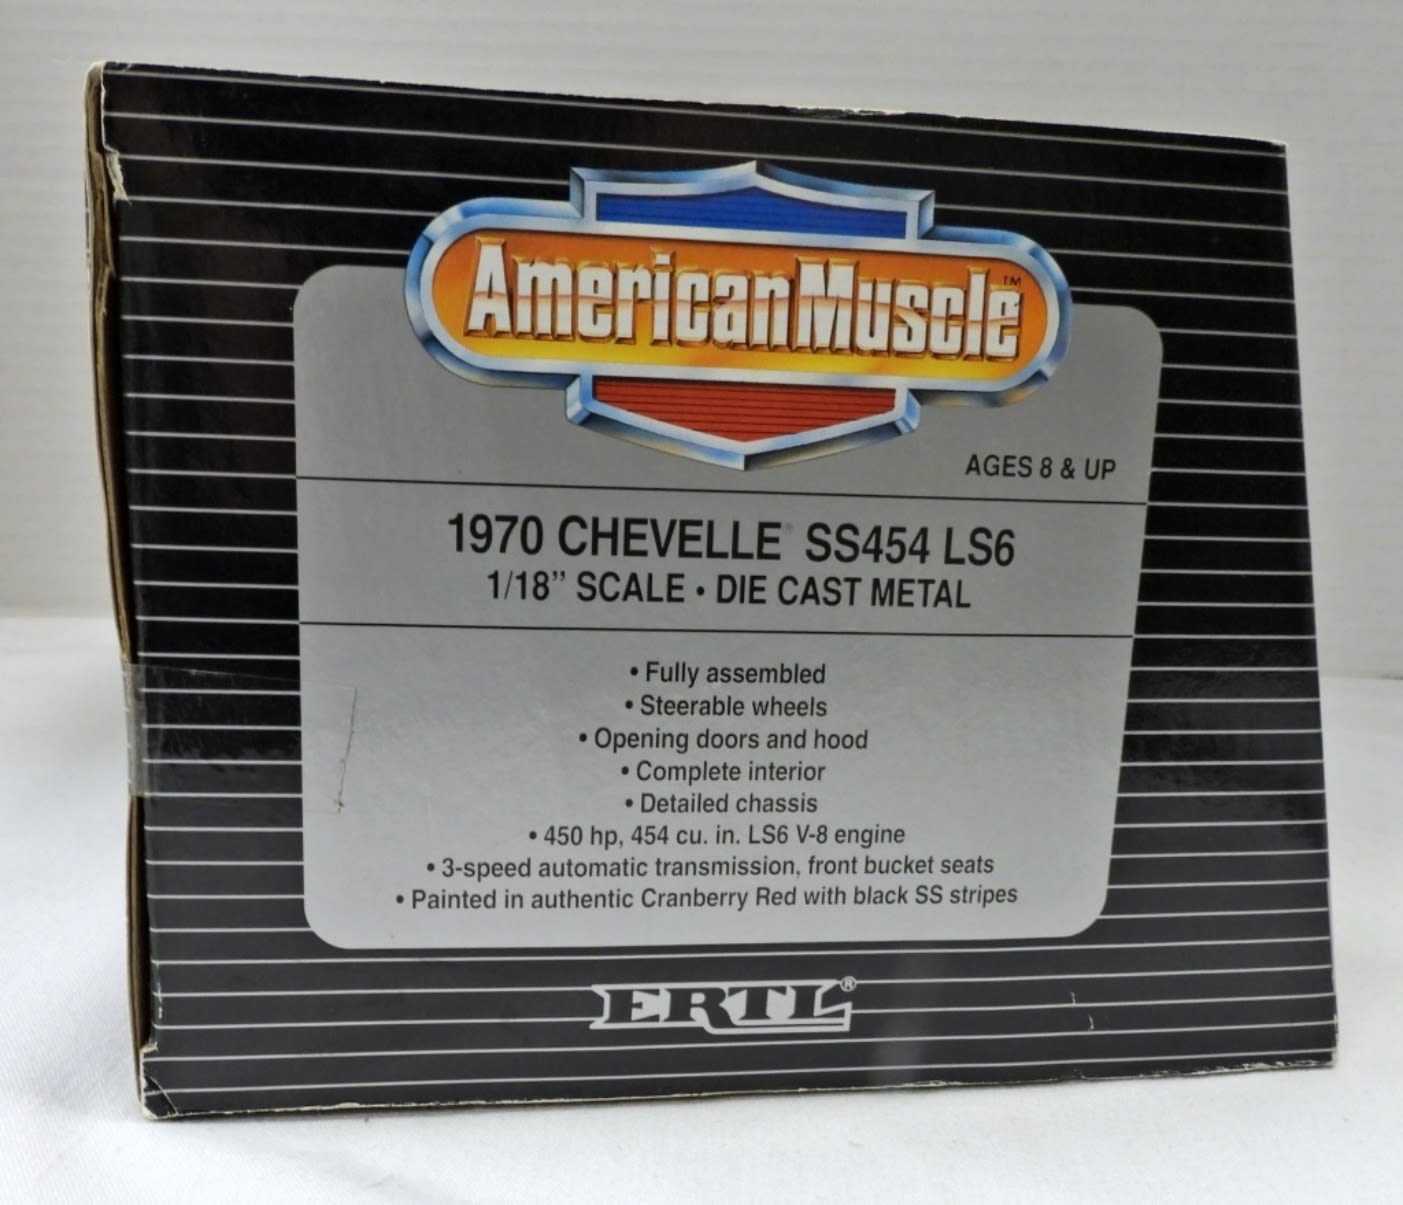 AmericanMuscle™
AGES 8 & UP
1970 CHEVELLE® SS454 LS6
1/18” SCALE • DIE CAST METAL
• Fully assembled
• Steerable wheels
• Opening doors and hood
• Complete interior
• Detailed chassis
• 450 hp, 454 cu. in. LS6 V-8 engine
• 3-speed automatic transmission, front bucket seats
• Painted in authentic Cranberry Red with black SS stripes
ERTL®